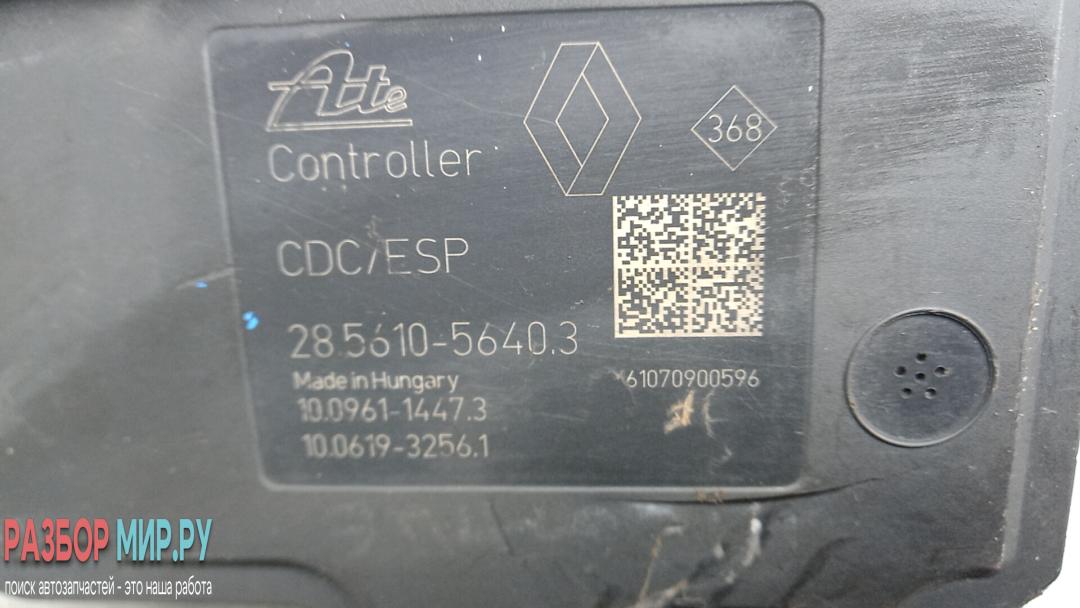 Ate
368
Controller
CDC/ESP
28.5610-5640.3
Made in Hungary
61070900596
10.0961-1447.3
10.0619-3256.1
РАЗБОР МИР.РУ
поиск автозапчастей - это наша работа